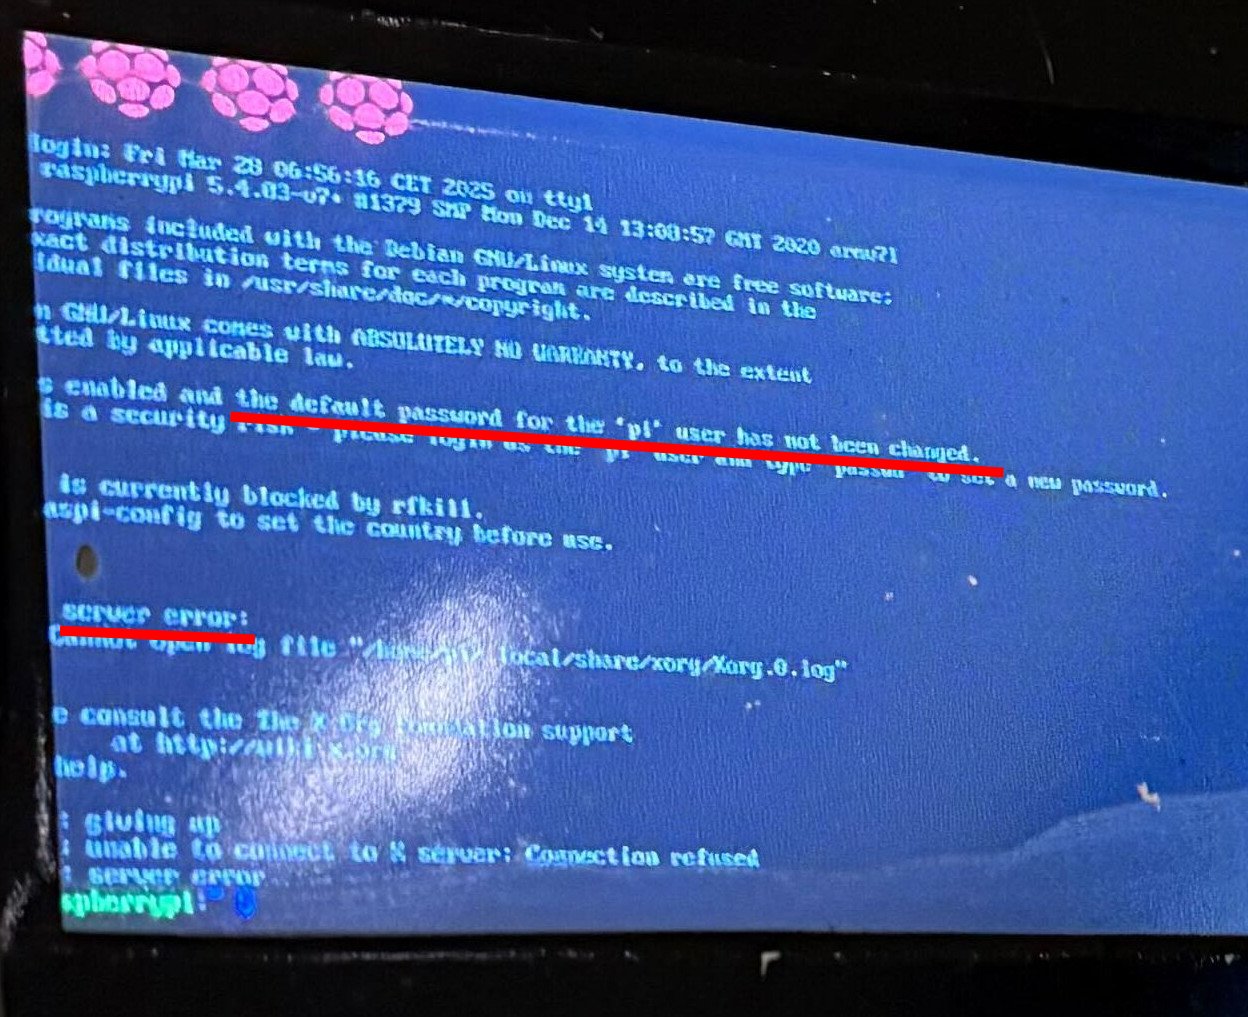 login: Fri Mar 28 06:56:16 CET 2025 on tty1
raspberrypi 5.4.83-v7+ #1379 SMP Mon Dec 14 13:08:57 GMT 2020 armv7l
rograms included with the Debian GNU/Linux system are free software;
xact distribution terms for each program are described in the
idual files in /usr/share/doc/*/copyright.
n GNU/Linux comes with ABSOLUTELY NO WARRANTY, to the extent
tted by applicable law.
s enabled and the default password for the 'pi' user has not been changed.
is a security risk - please login as the 'pi' user and type 'passwd' to set a new password.
is currently blocked by rfkill.
aspi-config to set the country before use.
server error:
Cannot open log file "/home/pi/.local/share/xorg/Xorg.0.log"
e consult the The X.Org Foundation support
at http://wiki.x.org
help.
: giving up
: unable to connect to X server: Connection refused
: server error
spberrypi:~